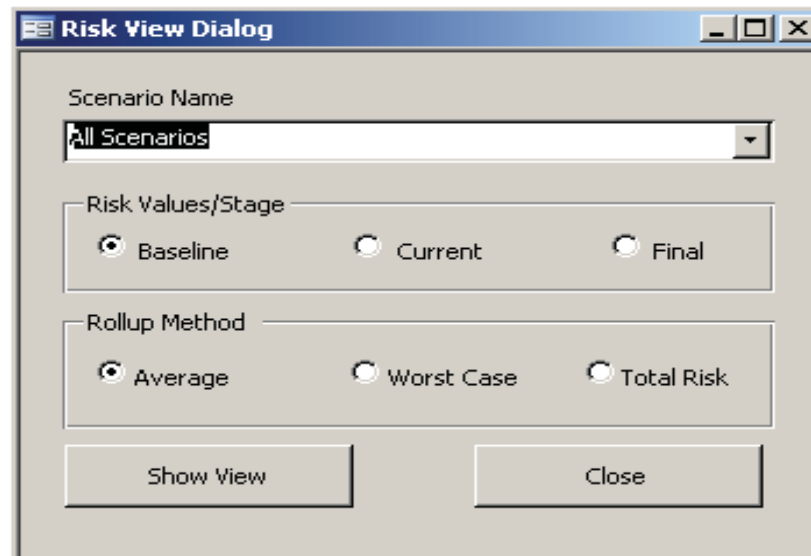 Risk View Dialog
Scenario Name
All Scenarios
Risk Values/Stage
Baseline Current Final
Rollup Method
Average Worst Case Total Risk
Show View Close